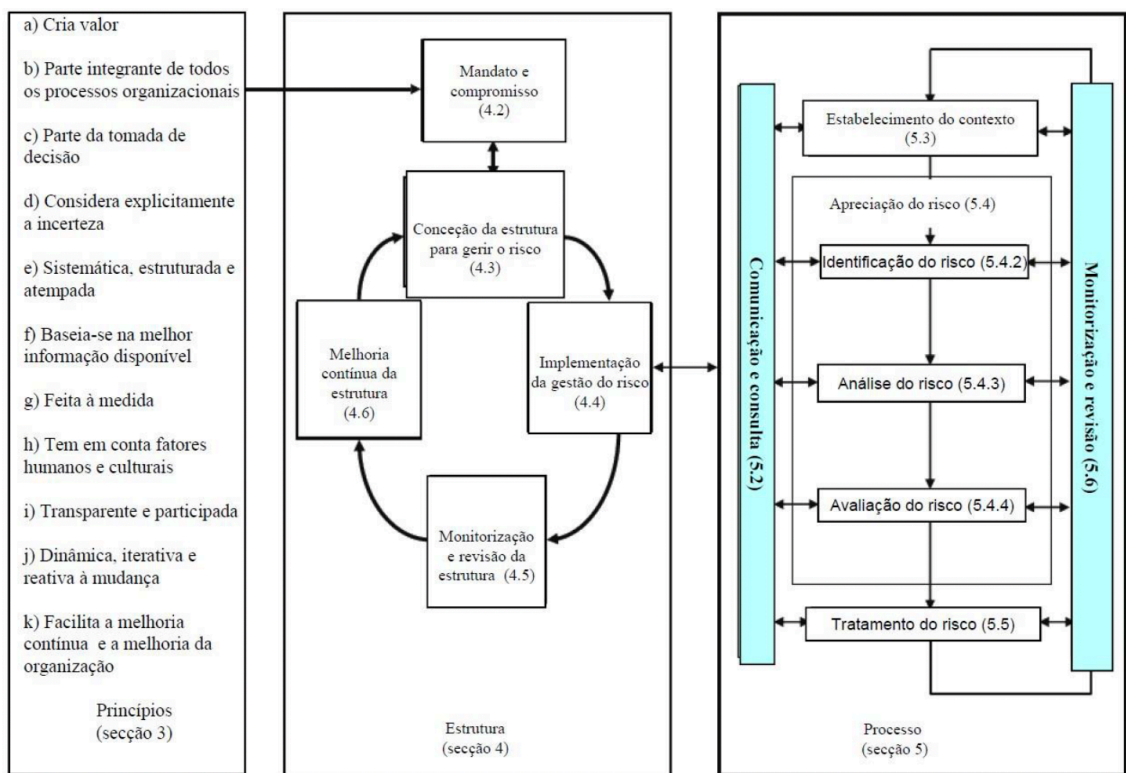 a) Cria valor
b) Parte integrante de todos
os processos organizacionais
c) Parte da tomada de
decisão
d) Considera explicitamente
a incerteza
e) Sistemática, estruturada e
atempada
f) Baseia-se na melhor
informação disponível
g) Feita à medida
h) Tem em conta fatores
humanos e culturais
i) Transparente e participada
j) Dinâmica, iterativa e
reativa à mudança
k) Facilita a melhoria
contínua e a melhoria da
organização
Princípios
(secção 3)
Mandato e
compromisso
(4.2)
Conceção da estrutura
para gerir o risco
(4.3)
Melhoria
contínua da
estrutura
(4.6)
Implementação
da gestão do risco
(4.4)
Monitorização
e revisão da
estrutura (4.5)
Estrutura
(secção 4)
Comunicação e consulta (5.2)
Estabelecimento do contexto
(5.3)
Apreciação do risco (5.4)
Identificação do risco (5.4.2)
Análise do risco (5.4.3)
Avaliação do risco (5.4.4)
Tratamento do risco (5.5)
Monitorização e revisão (5.6)
Processo
(secção 5)